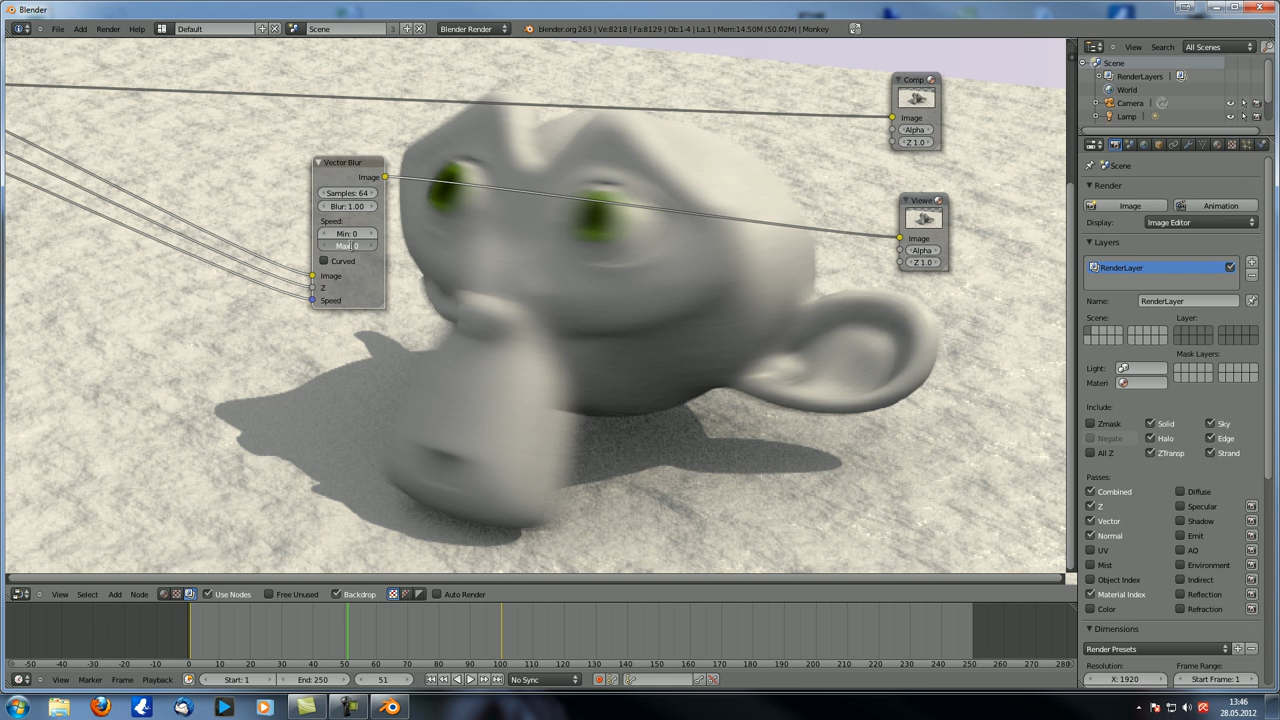 Blender
File Add Render Help Default Scene 3 Blender Render blender.org 263 | Ve:8218 | Fa:8129 | Ob:1-4 | La:1 | Mem:14.50M (50.02M) | Monkey
View Search All Scenes
Scene
RenderLayers
World
Camera
Lamp
Comp
Image
Alpha
Z 1.0
Vector Blur
Image
Samples: 64
Blur: 1.00
Speed:
Min: 0
Max: 0
Curved
Image
Z
Speed
Viewe
Image
Alpha
Z 1.0
Scene
Render
Image Animation
Display: Image Editor
Layers
RenderLayer
Name: RenderLayer
Scene: Layer:
Mask Layers:
Light:
Materi
Include:
Zmask Solid Sky
Negate Halo Edge
All Z ZTransp Strand
Passes:
Combined Diffuse
Z Specular
Vector Shadow
Normal Emit
UV AO
Mist Environment
Object Index Indirect
Material Index Reflection
Color Refraction
Dimensions
Render Presets
Resolution: Frame Range:
X: 1920 Start Frame: 1
View Select Add Node Use Nodes Free Unused Backdrop Auto Render
-50 -40 -30 -20 -10 0 10 20 30 40 50 60 70 80 90 100 110 120 130 140 150 160 170 180 190 200 210 220 230 240 250 260 270 280
View Marker Frame Playback Start: 1 End: 250 51 No Sync
13:46
28.05.2012